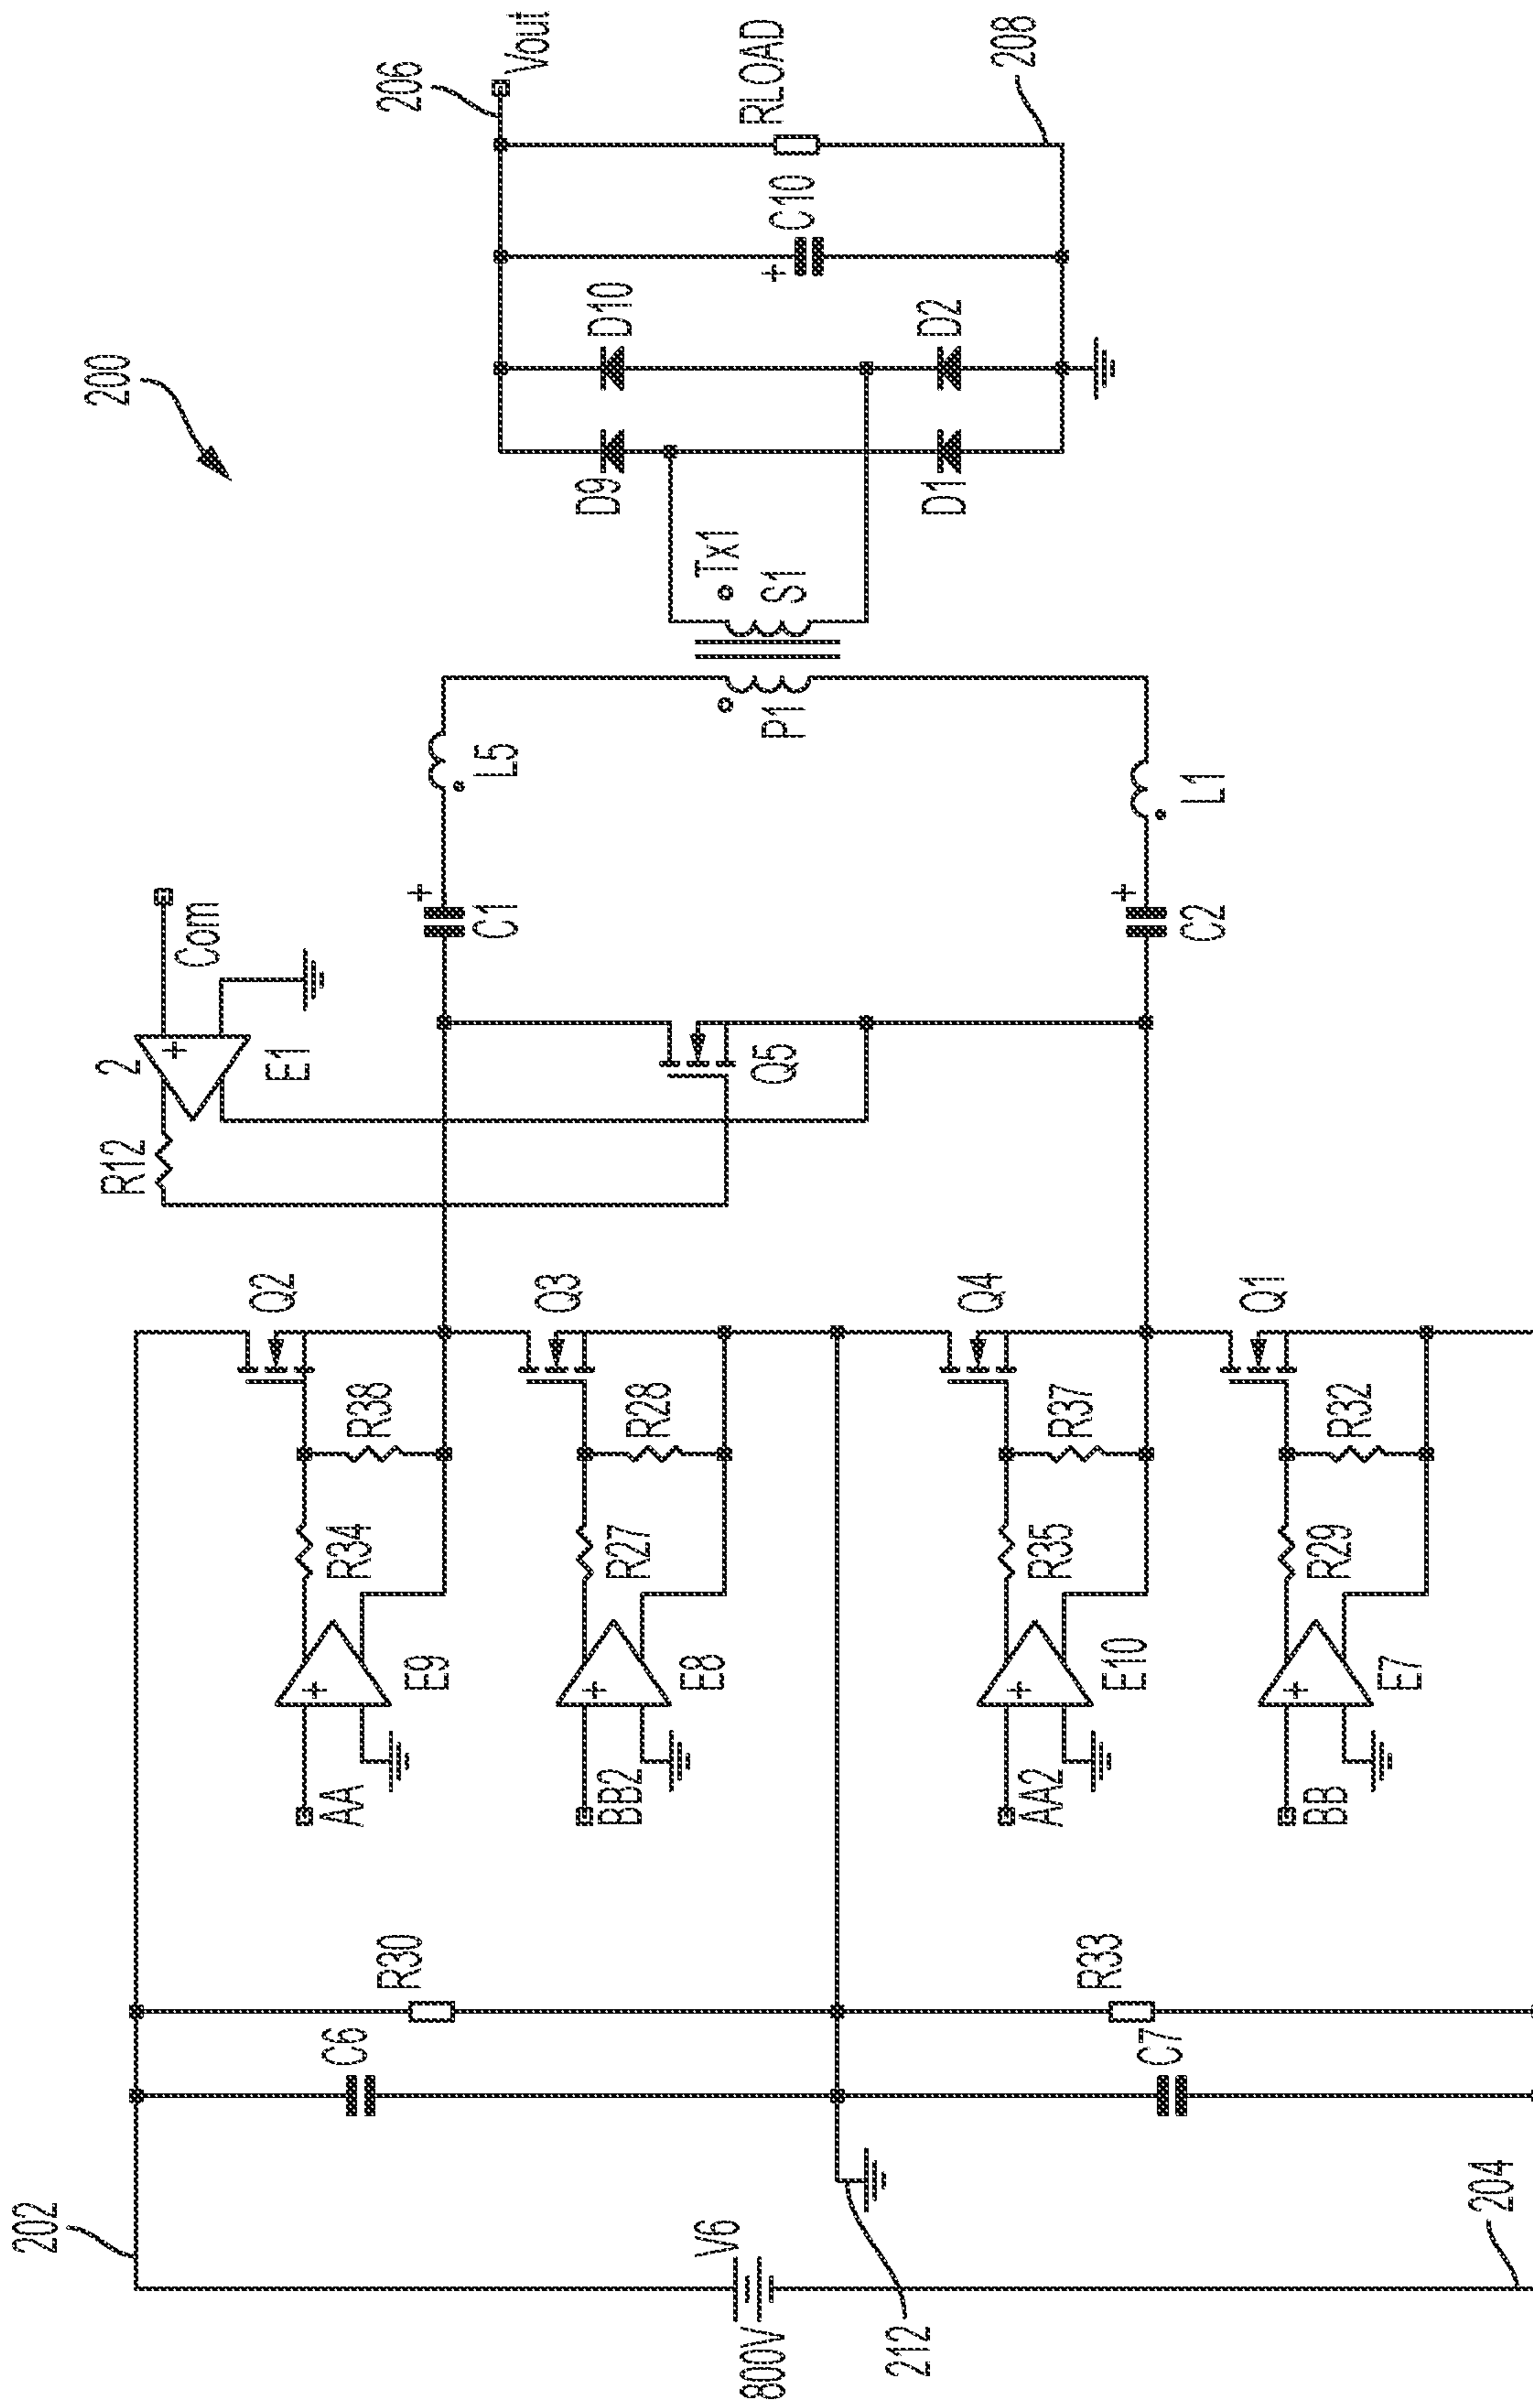 200
202
204
206
208
212
800V
V6
C6
R30
C7
R33
AA
E9
R34
R38
Q2
BB2
E8
R27
R28
Q3
AA2
E10
R35
R37
Q4
BB
E7
R29
R32
Q1
R12
2
+
E1
Com
Q5
+
C1
L5
+
C2
L1
P1
Tx1
S1
D9
D10
D1
D2
+
C10
RLOAD
Vout
+
+
+
+